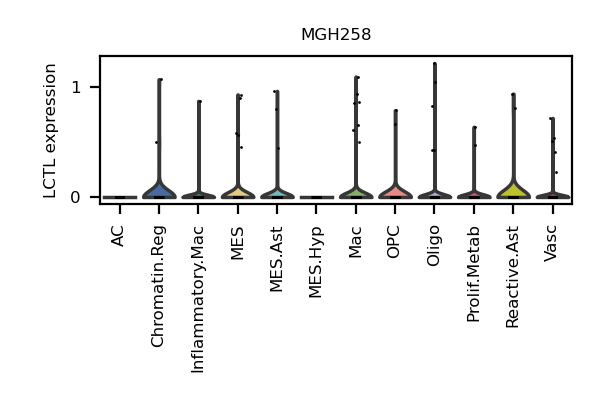 MGH258
LCTL expression
1
0
AC
Chromatin.Reg
Inflammatory.Mac
MES
MES.Ast
MES.Hyp
Mac
OPC
Oligo
Prolif.Metab
Reactive.Ast
Vasc